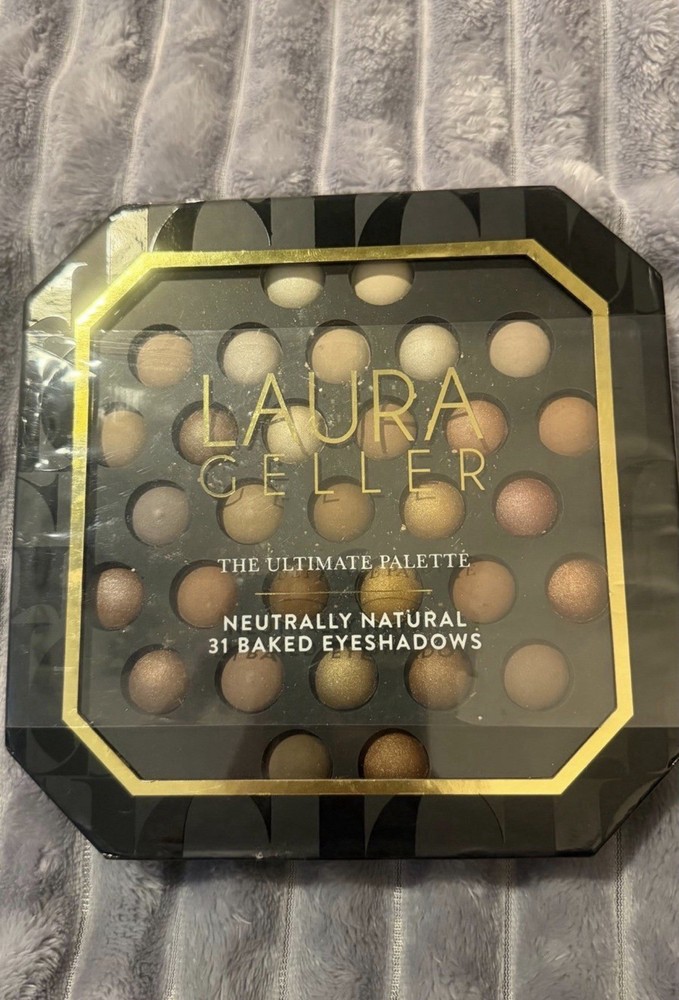 LAURA
GELLER
THE ULTIMATE PALETTE
NEUTRALLY NATURAL
31 BAKED EYESHADOWS